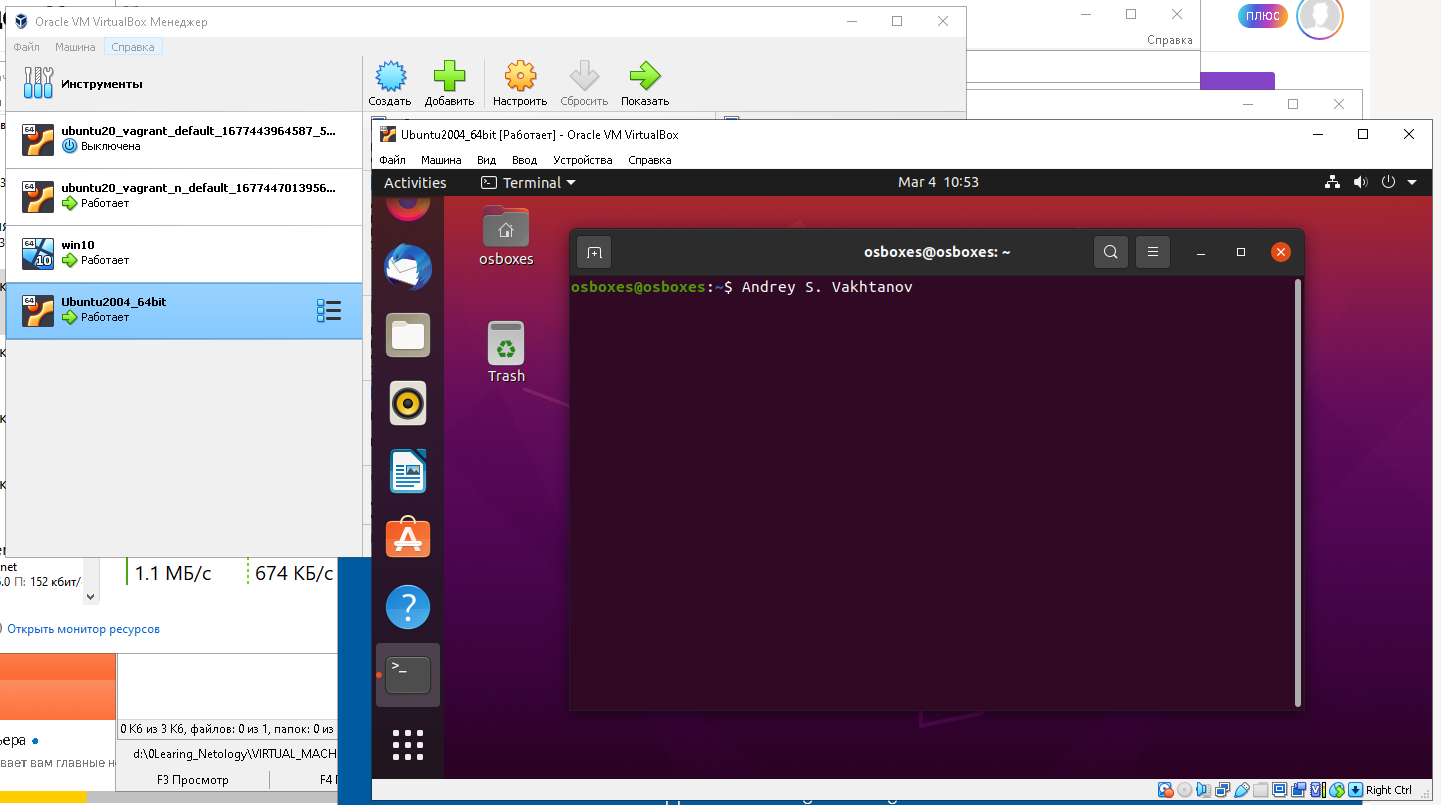 Oracle VM VirtualBox Менеджер
Файл Машина Справка
Инструменты
Создать Добавить Настроить Сбросить Показать
ubuntu20_vagrant_default_1677443964587_5...
Выключена
ubuntu20_vagrant_n_default_1677447013956...
Работает
win10
Работает
Ubuntu2004_64bit
Работает
ПЛЮС
Справка
Ubuntu2004_64bit [Работает] - Oracle VM VirtualBox
Файл Машина Вид Ввод Устройства Справка
Activities Terminal Mar 4 10:53
osboxes
Trash
osboxes@osboxes: ~
osboxes@osboxes:~$ Andrey S. Vakhtanov
Right Ctrl
net
П: 152 кбит/
1.1 МБ/с 674 КБ/с
Открыть монитор ресурсов
0 Кб из 3 Кб, файлов: 0 из 1, папок: 0 из
d:\0Learing_Netology\VIRTUAL_MACH
F3 Просмотр F4
вает вам главные н